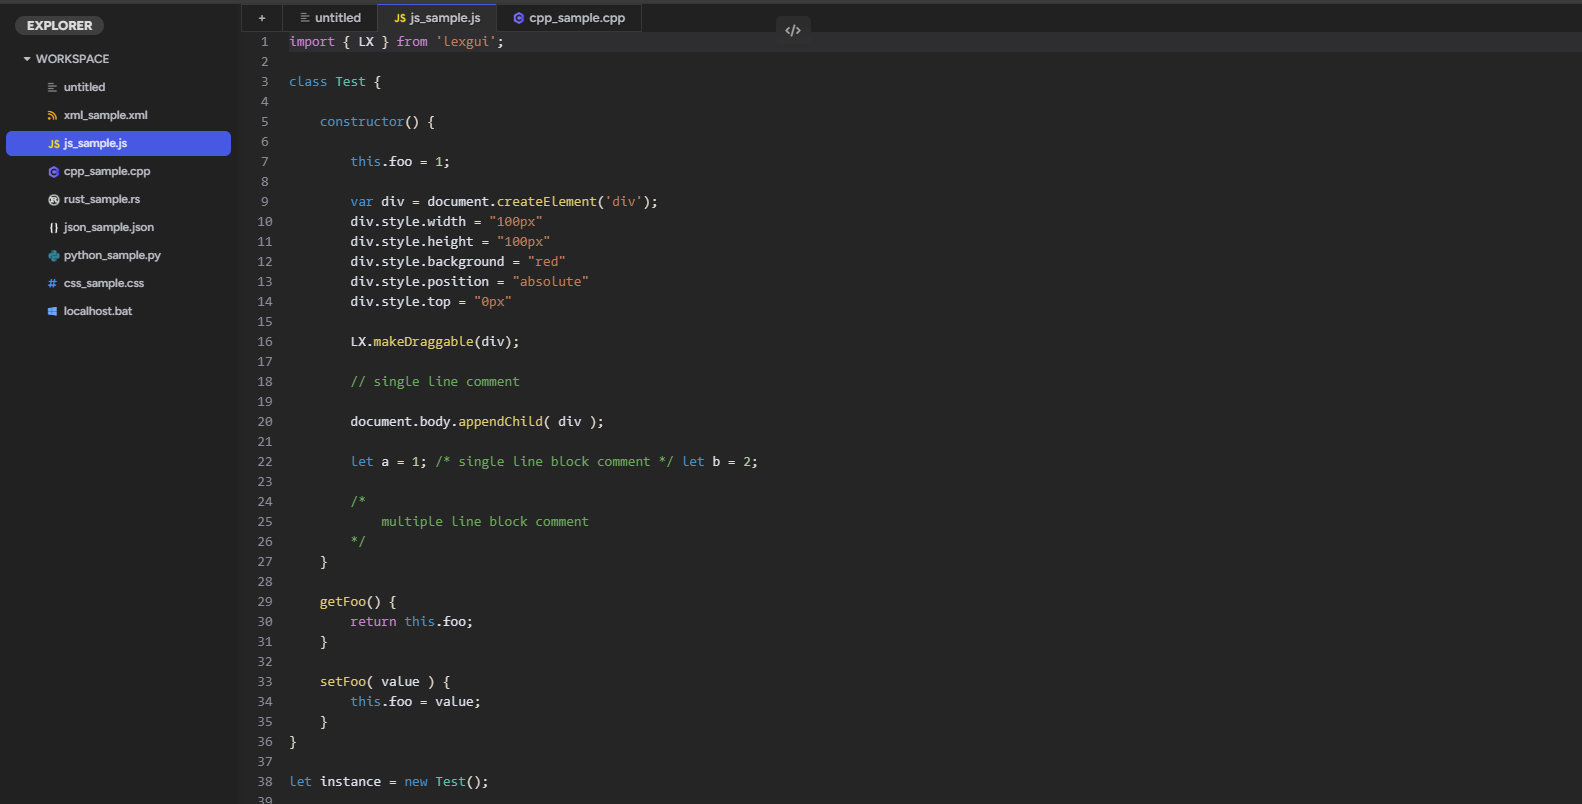 EXPLORER
WORKSPACE
untitled
xml_sample.xml
JS js_sample.js
cpp_sample.cpp
rust_sample.rs
{} json_sample.json
python_sample.py
# css_sample.css
localhost.bat
+ untitled JS js_sample.js cpp_sample.cpp
</>
1 import { LX } from 'lexgui';
2
3 class Test {
4
5     constructor() {
6
7         this.foo = 1;
8
9         var div = document.createElement('div');
10         div.style.width = "100px"
11         div.style.height = "100px"
12         div.style.background = "red"
13         div.style.position = "absolute"
14         div.style.top = "0px"
15
16         LX.makeDraggable(div);
17
18         // single line comment
19
20         document.body.appendChild( div );
21
22         let a = 1; /* single line block comment */ let b = 2;
23
24         /*
25             multiple line block comment
26         */
27     }
28
29     getFoo() {
30         return this.foo;
31     }
32
33     setFoo( value ) {
34         this.foo = value;
35     }
36 }
37
38 let instance = new Test();
39